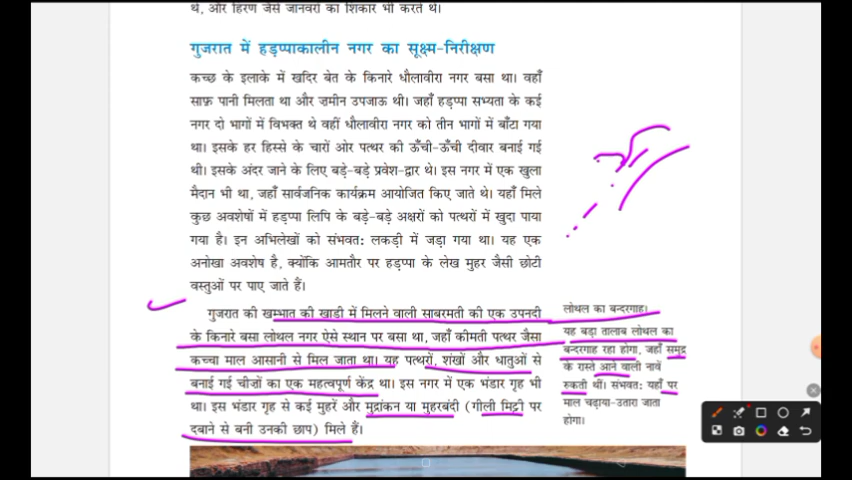 थे, और हिरण जैसे जानवरों का शिकार भी करते थे।
गुजरात में हड़प्पाकालीन नगर का सूक्ष्म-निरीक्षण
कच्छ के इलाके में खदिर बेत के किनारे धौलावीरा नगर बसा था। वहाँ
साफ़ पानी मिलता था और ज़मीन उपजाऊ थी। जहाँ हड़प्पा सभ्यता के कई
नगर दो भागों में विभक्त थे वहीं धौलावीरा नगर को तीन भागों में बाँटा गया
था। इसके हर हिस्से के चारों ओर पत्थर की ऊँची-ऊँची दीवार बनाई गई
थी। इसके अंदर जाने के लिए बड़े-बड़े प्रवेश-द्वार थे। इस नगर में एक खुला
मैदान भी था, जहाँ सार्वजनिक कार्यक्रम आयोजित किए जाते थे। यहाँ मिले
कुछ अवशेषों में हड़प्पा लिपि के बड़े-बड़े अक्षरों को पत्थरों में खुदा पाया
गया है। इन अभिलेखों को संभवत: लकड़ी में जड़ा गया था। यह एक
अनोखा अवशेष है, क्योंकि आमतौर पर हड़प्पा के लेख मुहर जैसी छोटी
वस्तुओं पर पाए जाते हैं।
गुजरात की खम्भात की खाड़ी में मिलने वाली साबरमती की एक उपनदी
के किनारे बसा लोथल नगर ऐसे स्थान पर बसा था, जहाँ कीमती पत्थर जैसा
कच्चा माल आसानी से मिल जाता था। यह पत्थरों, शंखों और धातुओं से
बनाई गई चीज़ों का एक महत्वपूर्ण केंद्र था। इस नगर में एक भंडार गृह भी
था। इस भंडार गृह से कई मुहरें और मुद्रांकन या मुहरबंदी (गीली मिट्टी पर
दबाने से बनी उनकी छाप) मिले हैं।
लोथल का बन्दरगाह।
यह बड़ा तालाब लोथल का
बन्दरगाह रहा होगा, जहाँ समुद्र
के रास्ते आने वाली नावें
रुकती थीं। संभवत: यहाँ पर
माल चढ़ाया-उतारा जाता
होगा।